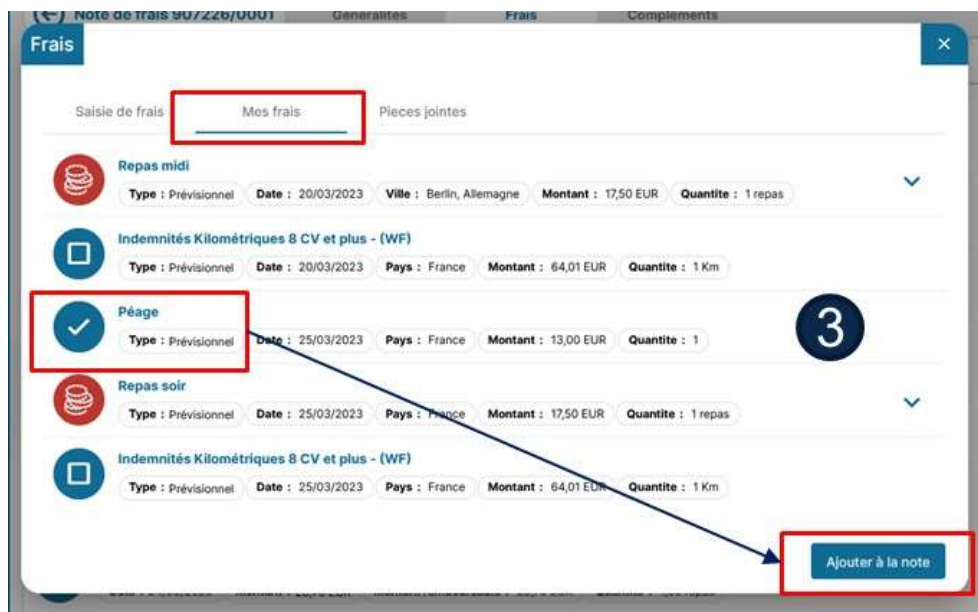 Note de frais 907226/0001 Généralités Frais Compléments
Frais
Saisie de frais Mes frais Pieces jointes
Repas midi
Type : Prévisionnel Date : 20/03/2023 Ville : Berlin, Allemagne Montant : 17,50 EUR Quantite : 1 repas
Indemnités Kilométriques 8 CV et plus - (WF)
Type : Prévisionnel Date : 20/03/2023 Pays : France Montant : 64,01 EUR Quantite : 1 Km
Péage
Type : Prévisionnel Date : 25/03/2023 Pays : France Montant : 13,00 EUR Quantite : 1
3
Repas soir
Type : Prévisionnel Date : 25/03/2023 Pays : France Montant : 17,50 EUR Quantite : 1 repas
Indemnités Kilométriques 8 CV et plus - (WF)
Type : Prévisionnel Date : 25/03/2023 Pays : France Montant : 64,01 EUR Quantite : 1 Km
Ajouter à la note